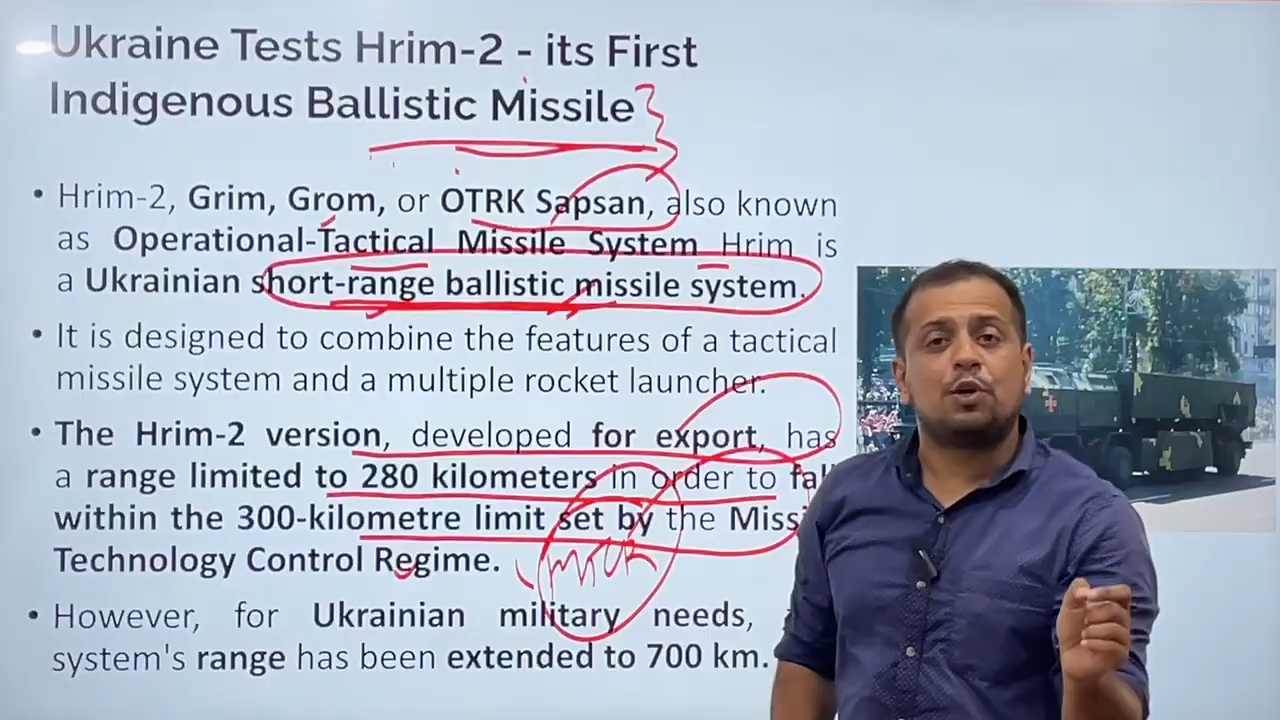 Ukraine Tests Hrim-2 - its First
Indigenous Ballistic Missile
• Hrim-2, Grim, Grom, or OTRK Sapsan, also known
as Operational-Tactical Missile System Hrim is
a Ukrainian short-range ballistic missile system.
• It is designed to combine the features of a tactical
missile system and a multiple rocket launcher.
• The Hrim-2 version, developed for export, has
a range limited to 280 kilometers in order to
within the 300-kilometre limit set by the
Technology Control Regime. MTCR
• However, for Ukrainian military needs,
system's range has been extended to 700 km.